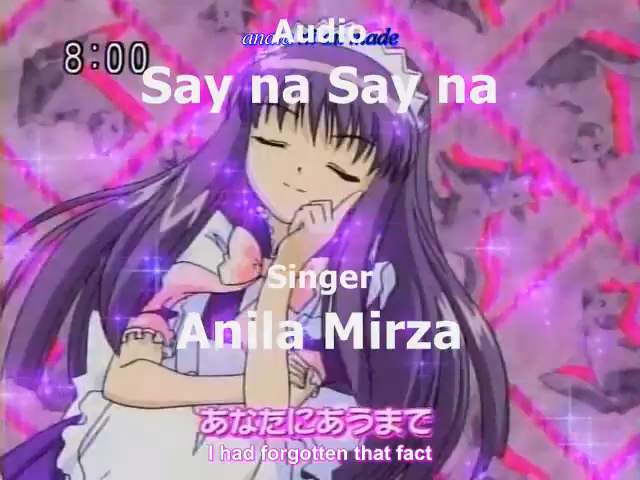 Audio
8:00
Say na Say na
Singer
Anila Mirza
あなたにあうまで
I had forgotten that fact